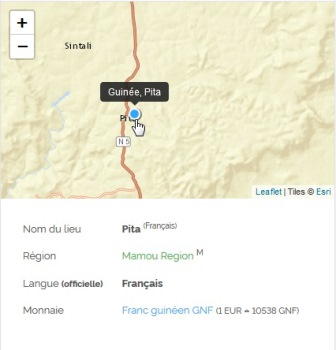 +
−
Sintali
Guinée, Pita
N 5
Leaflet | Tiles © Esri
Nom du lieu Pita (Français)
Région Mamou Region M
Langue (officielle) Français
Monnaie Franc guinéen GNF (1 EUR = 10538 GNF)